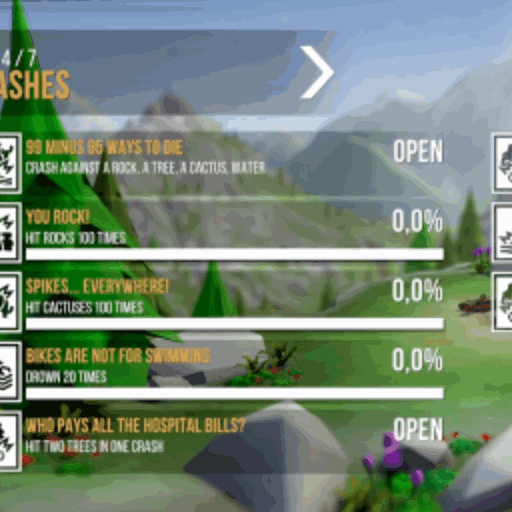 4/7
ASHES
99 MINUS 95 WAYS TO DIE
OPEN
CRASH AGAINST A ROCK, A TREE, A CACTUS, WATER
YOU ROCK!
0,0%
HIT ROCKS 100 TIMES
SPIKES... EVERYWHERE!
0,0%
HIT CACTUSES 100 TIMES
BIKES ARE NOT FOR SWIMMING
0,0%
DROWN 20 TIMES
WHO PAYS ALL THE HOSPITAL BILLS?
OPEN
HIT TWO TREES IN ONE CRASH